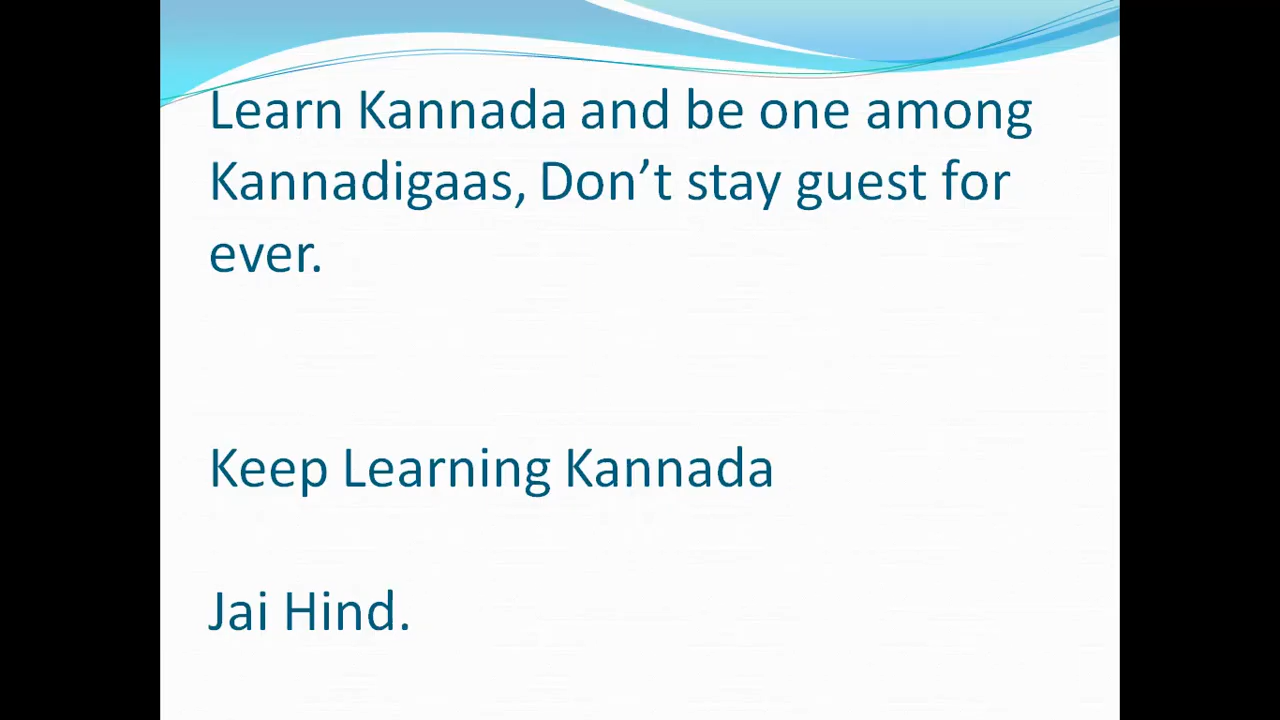 Learn Kannada and be one among
Kannadigaas, Don’t stay guest for
ever.
Keep Learning Kannada
Jai Hind.